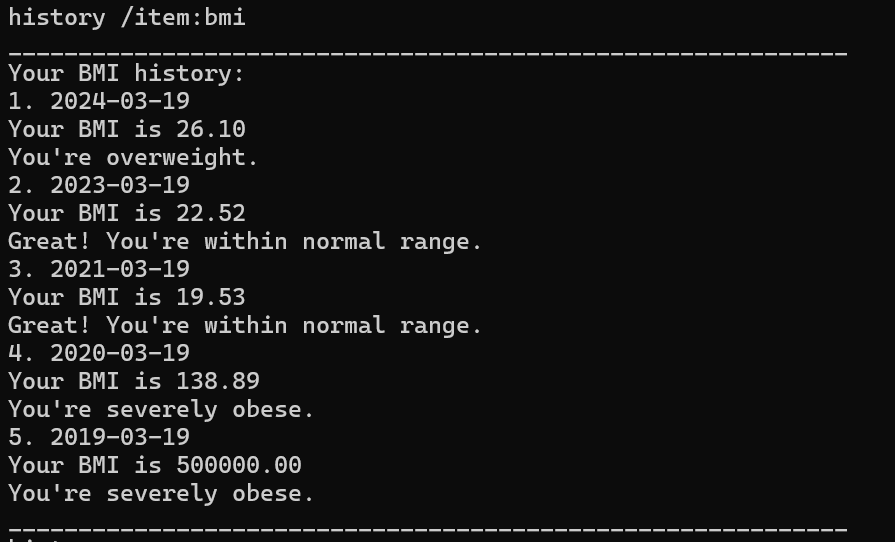 history /item:bmi
____________________________________________________________
Your BMI history:
1. 2024-03-19
Your BMI is 26.10
You're overweight.
2. 2023-03-19
Your BMI is 22.52
Great! You're within normal range.
3. 2021-03-19
Your BMI is 19.53
Great! You're within normal range.
4. 2020-03-19
Your BMI is 138.89
You're severely obese.
5. 2019-03-19
Your BMI is 500000.00
You're severely obese.
____________________________________________________________